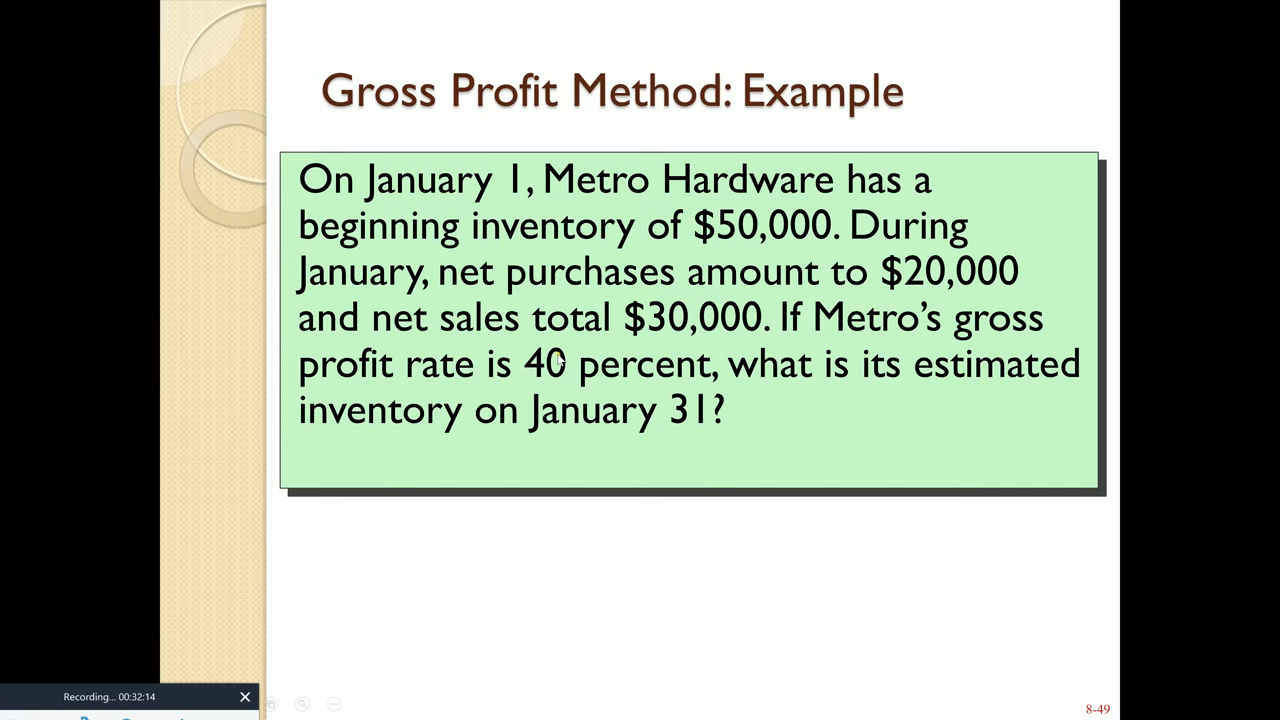 Gross Profit Method: Example
On January 1, Metro Hardware has a
beginning inventory of $50,000. During
January, net purchases amount to $20,000
and net sales total $30,000. If Metro’s gross
profit rate is 40 percent, what is its estimated
inventory on January 31?
Recording... 00:32:14
8-49